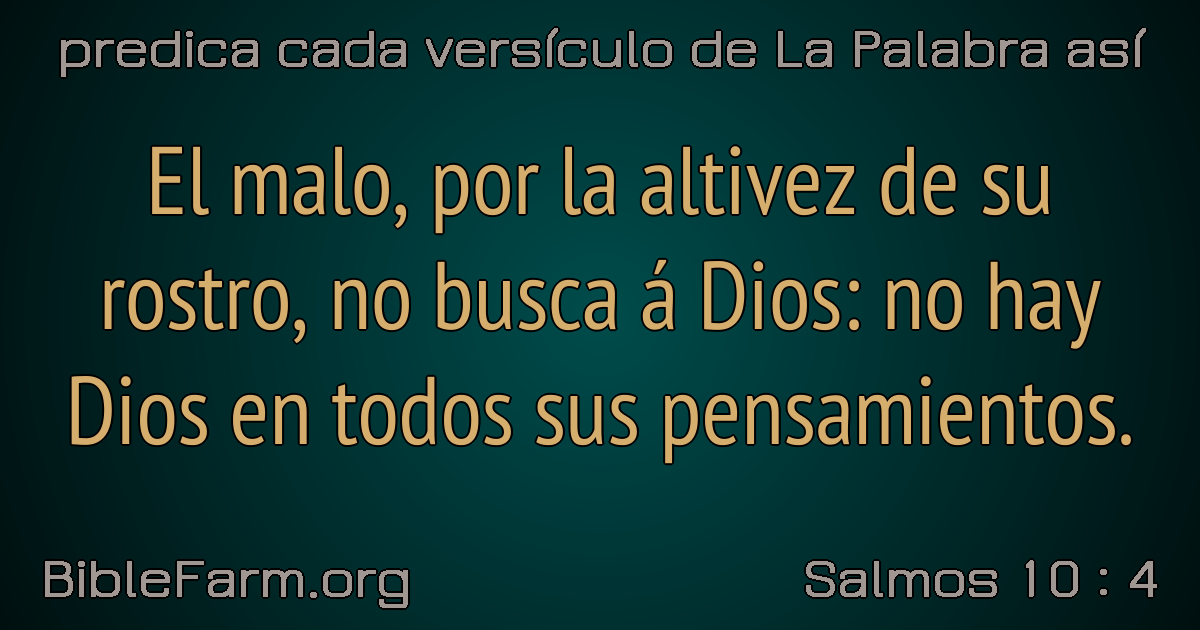 predica cada versículo de La Palabra así
El malo, por la altivez de su
rostro, no busca á Dios: no hay
Dios en todos sus pensamientos.
BibleFarm.org
Salmos 10 : 4